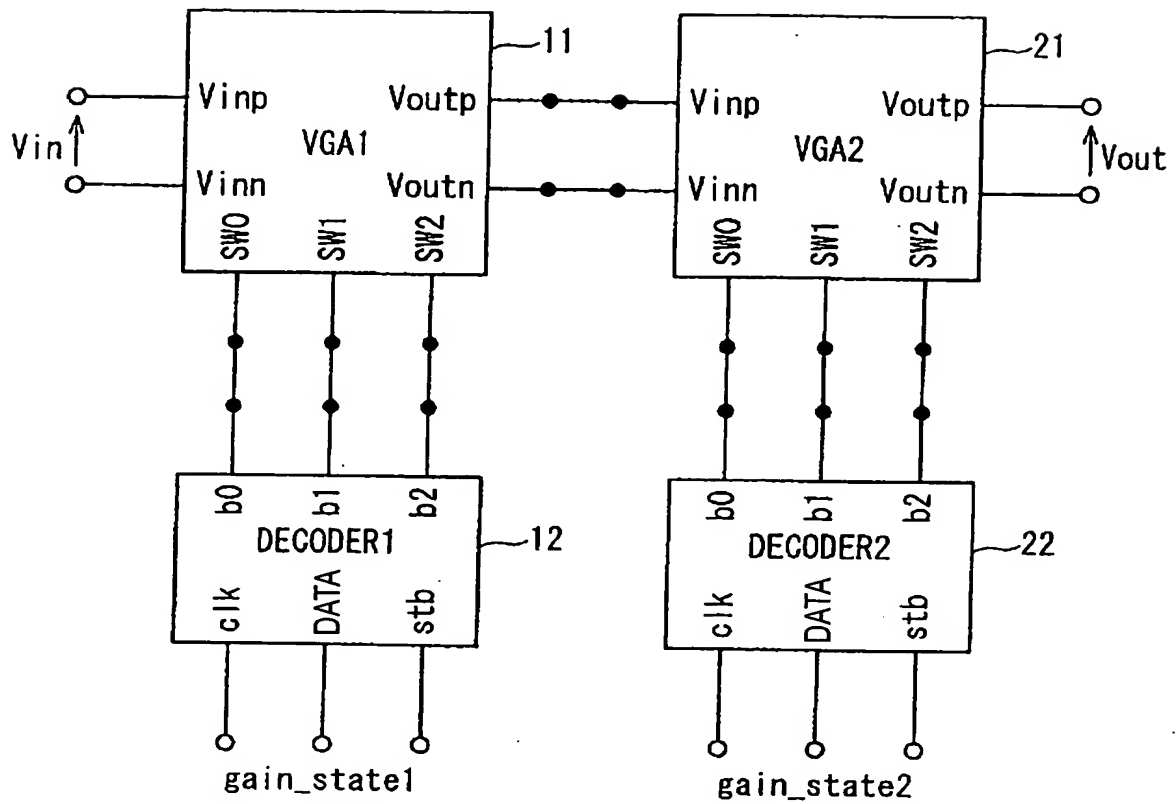 11
21
Vinp
Voutp
Vinp
Voutp
Vin
VGA1
VGA2
Vout
Vinn
Voutn
Vinn
Voutn
SW0
SW1
SW2
SW0
SW1
SW2
b0
b1
b2
b0
b1
b2
DECODER1
12
DECODER2
22
clk
DATA
stb
clk
DATA
stb
gain_state1
gain_state2